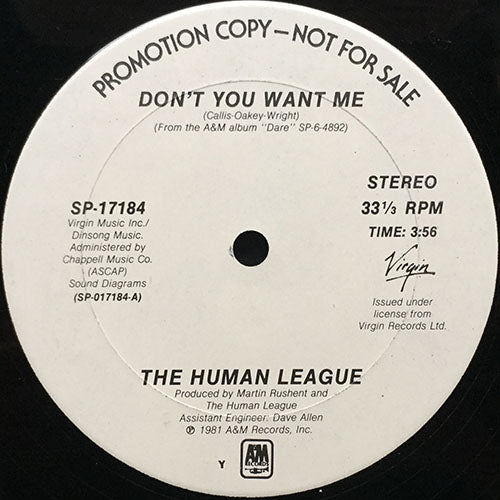 PROMOTION COPY—NOT FOR SALE
DON'T YOU WANT ME
(Callis-Oakey-Wright)
(From the A&M album "Dare" SP-6-4892)
SP-17184
Virgin Music Inc./
Dinsong Music.
Administered by
Chappell Music Co.
(ASCAP)
Sound Diagrams
(SP-017184-A)
STEREO
33 1/3 RPM
TIME: 3:56
Virgin
Issued under
license from
Virgin Records Ltd.
THE HUMAN LEAGUE
Produced by Martin Rushent and
The Human League
Assistant Engineer: Dave Allen
℗ 1981 A&M Records, Inc.
Y
A&M
RECORDS